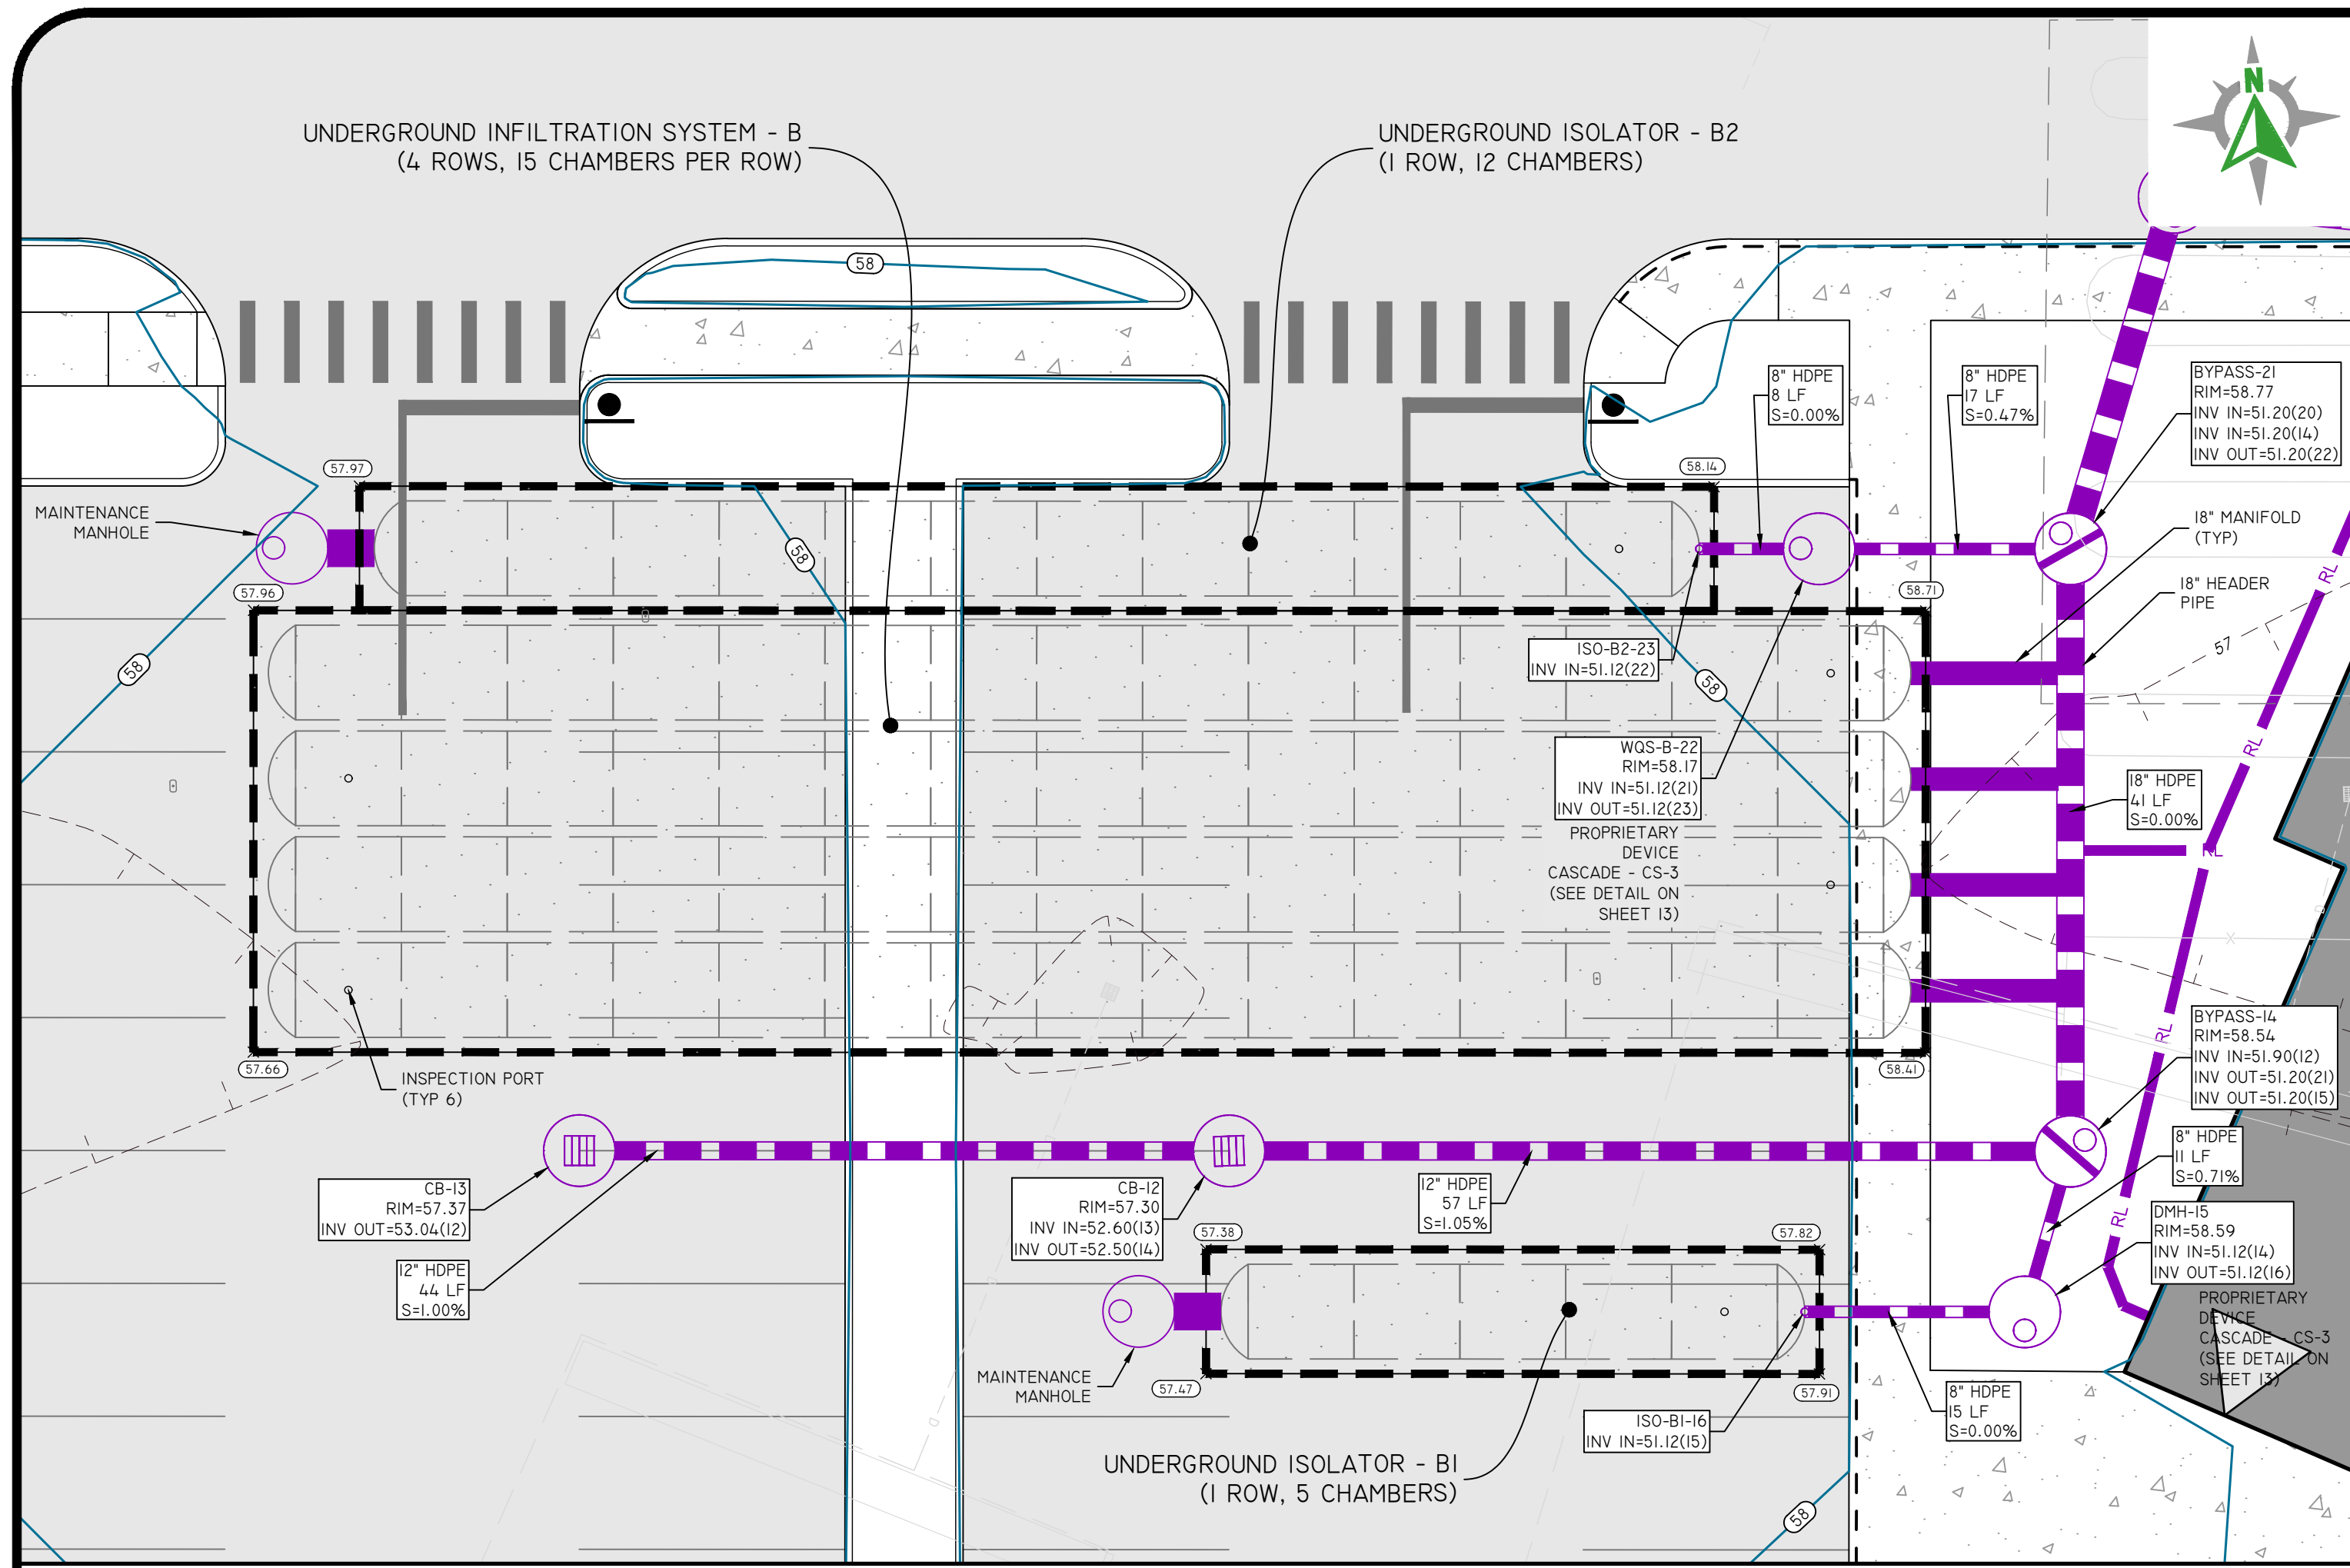 N
UNDERGROUND INFILTRATION SYSTEM - B
(4 ROWS, 15 CHAMBERS PER ROW)
UNDERGROUND ISOLATOR - B2
(1 ROW, 12 CHAMBERS)
58
8" HDPE
8 LF
S=0.00%
8" HDPE
17 LF
S=0.47%
BYPASS-21
RIM=58.77
INV IN=51.20(20)
INV IN=51.20(14)
INV OUT=51.20(22)
57.97
58.14
MAINTENANCE
MANHOLE
18" MANIFOLD
(TYP)
58
57.96
58.71
18" HEADER
PIPE
RL
57
ISO-B2-23
INV IN=51.12(22)
58
58
RL
WQS-B-22
RIM=58.17
INV IN=51.12(21)
INV OUT=51.12(23)
PROPRIETARY
DEVICE
CASCADE - CS-3
(SEE DETAIL ON
SHEET 13)
18" HDPE
41 LF
S=0.00%
RL
X
RL
BYPASS-14
RIM=58.54
INV IN=51.90(12)
INV OUT=51.20(21)
INV OUT=51.20(15)
57.66
58.41
INSPECTION PORT
(TYP 6)
8" HDPE
11 LF
S=0.71%
CB-13
RIM=57.37
INV OUT=53.04(12)
CB-12
RIM=57.30
INV IN=52.60(13)
INV OUT=52.50(14)
12" HDPE
57 LF
S=1.05%
RL
DMH-15
RIM=58.59
INV IN=51.12(14)
INV OUT=51.12(16)
PROPRIETARY
DEVICE
CASCADE - CS-3
(SEE DETAIL ON
SHEET 13)
57.38
57.82
12" HDPE
44 LF
S=1.00%
D
MAINTENANCE
MANHOLE
57.47
57.91
8" HDPE
15 LF
S=0.00%
ISO-B1-16
INV IN=51.12(15)
D
UNDERGROUND ISOLATOR - B1
(1 ROW, 5 CHAMBERS)
58